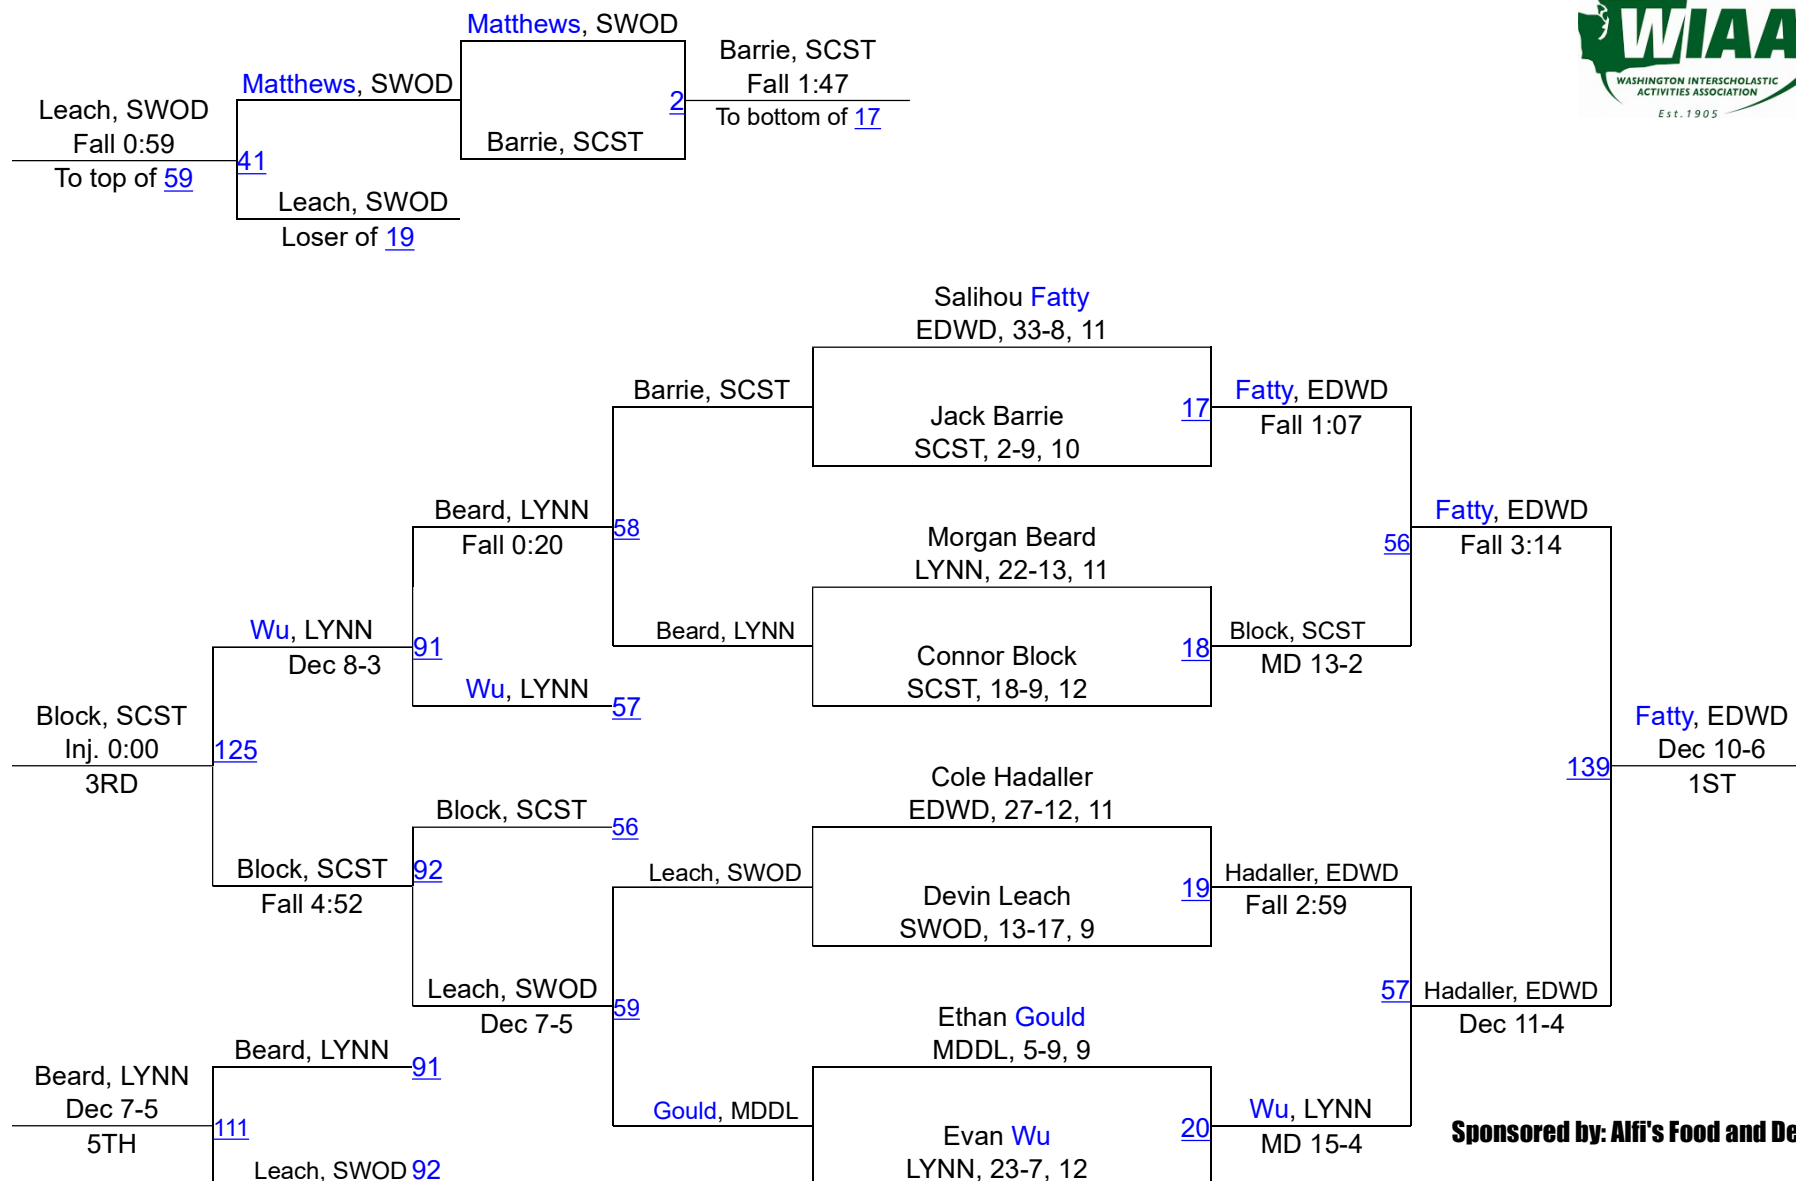 Matthews, SWOD
Barrie, SCST
Fall 1:47
2
To bottom of 17
Matthews, SWOD
Barrie, SCST
Leach, SWOD
Fall 0:59
41
To top of 59
Leach, SWOD
Loser of 19
WIAA
WASHINGTON INTERSCHOLASTIC
ACTIVITIES ASSOCIATION
Est.1905
Salihou Fatty
EDWD, 33-8, 11
Barrie, SCST
17
Fatty, EDWD
Fall 1:07
Jack Barrie
SCST, 2-9, 10
Beard, LYNN
58
Fall 0:20
Morgan Beard
LYNN, 22-13, 11
56
Fatty, EDWD
Fall 3:14
Wu, LYNN
91
Dec 8-3
Beard, LYNN
18
Block, SCST
MD 13-2
Connor Block
SCST, 18-9, 12
Wu, LYNN
57
Block, SCST
Inj. 0:00
125
3RD
Fatty, EDWD
Dec 10-6
139
1ST
Cole Hadaller
EDWD, 27-12, 11
Block, SCST
56
Block, SCST
92
Fall 4:52
Leach, SWOD
19
Hadaller, EDWD
Fall 2:59
Devin Leach
SWOD, 13-17, 9
Leach, SWOD
59
Dec 7-5
57
Hadaller, EDWD
Dec 11-4
Ethan Gould
MDDL, 5-9, 9
Beard, LYNN
91
Beard, LYNN
Dec 7-5
111
5TH
Gould, MDDL
20
Wu, LYNN
MD 15-4
Evan Wu
LYNN, 23-7, 12
Leach, SWOD
92
Sponsored by: Alfi's Food and De